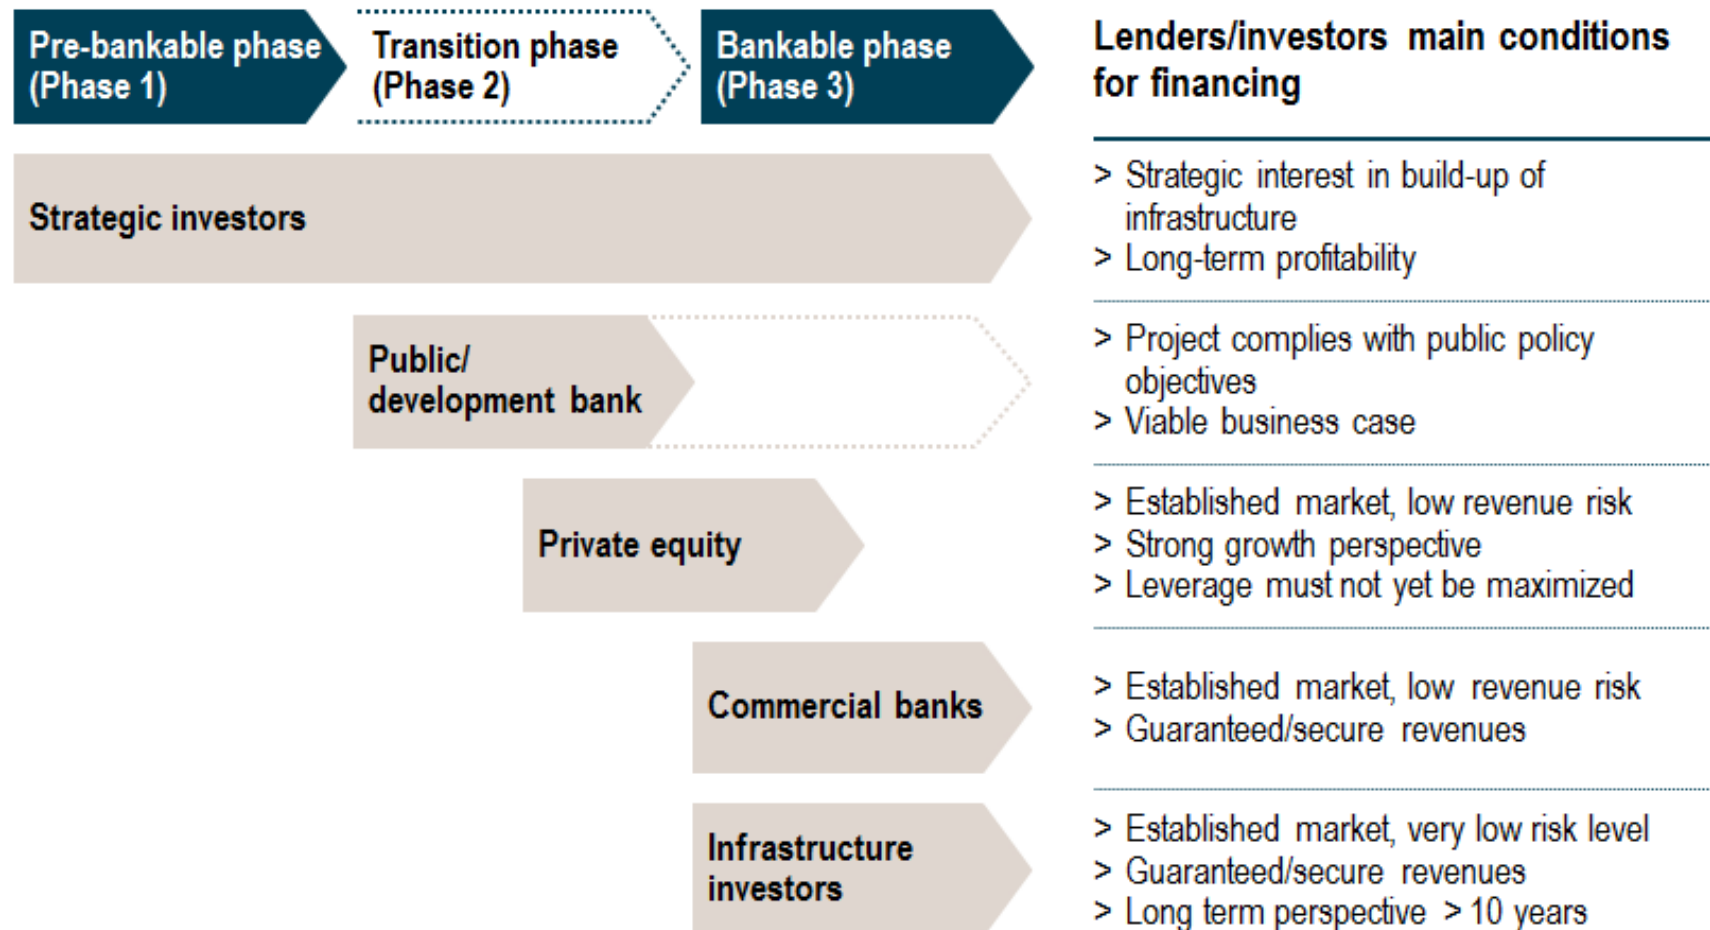 Pre-bankable phase
(Phase 1)
Transition phase
(Phase 2)
Bankable phase
(Phase 3)
Lenders/investors main conditions
for financing
Strategic investors
> Strategic interest in build-up of
infrastructure
> Long-term profitability
Public/
development bank
> Project complies with public policy
objectives
> Viable business case
Private equity
> Established market, low revenue risk
> Strong growth perspective
> Leverage must not yet be maximized
Commercial banks
> Established market, low revenue risk
> Guaranteed/secure revenues
Infrastructure
investors
> Established market, very low risk level
> Guaranteed/secure revenues
> Long term perspective > 10 years